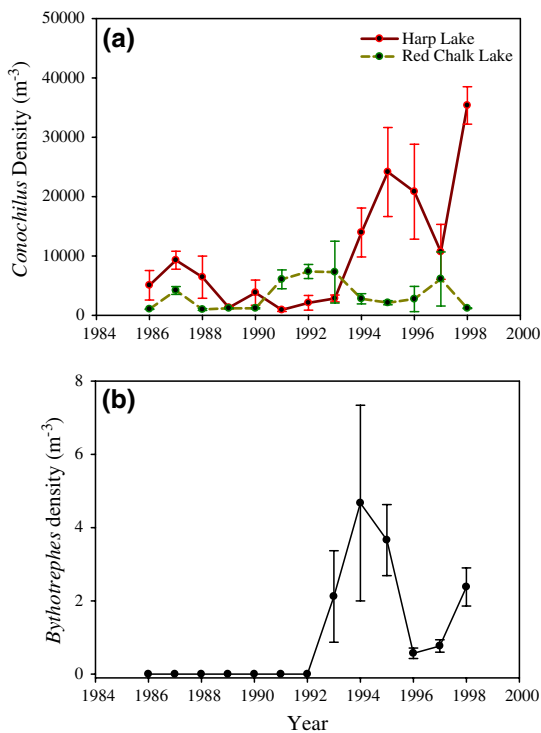 (a)
Harp Lake
Red Chalk Lake
50000
40000
30000
20000
10000
0
Conochilus Density (m⁻³)
1984 1986 1988 1990 1992 1994 1996 1998 2000
(b)
8
6
4
2
0
Bythotrephes density (m⁻³)
1984 1986 1988 1990 1992 1994 1996 1998 2000
Year